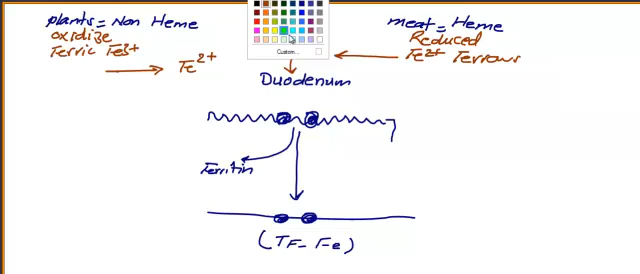 plants = Non Heme
oxidize
Ferric Fe3+
Fe2+
meat = Heme
Reduced
Fe2+ Ferrous
Custom...
Duodenum
Ferritin
(TF- Fe)